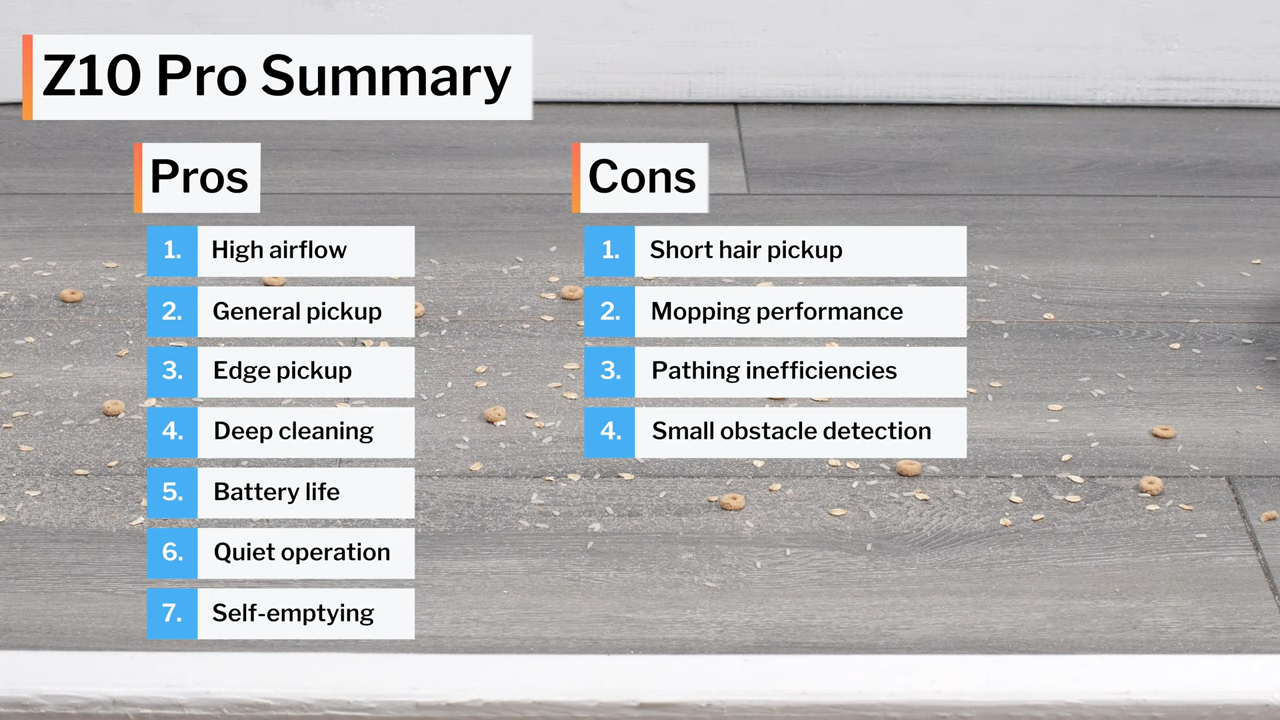 Z10 Pro Summary
Pros
1. High airflow
2. General pickup
3. Edge pickup
4. Deep cleaning
5. Battery life
6. Quiet operation
7. Self-emptying
Cons
1. Short hair pickup
2. Mopping performance
3. Pathing inefficiencies
4. Small obstacle detection